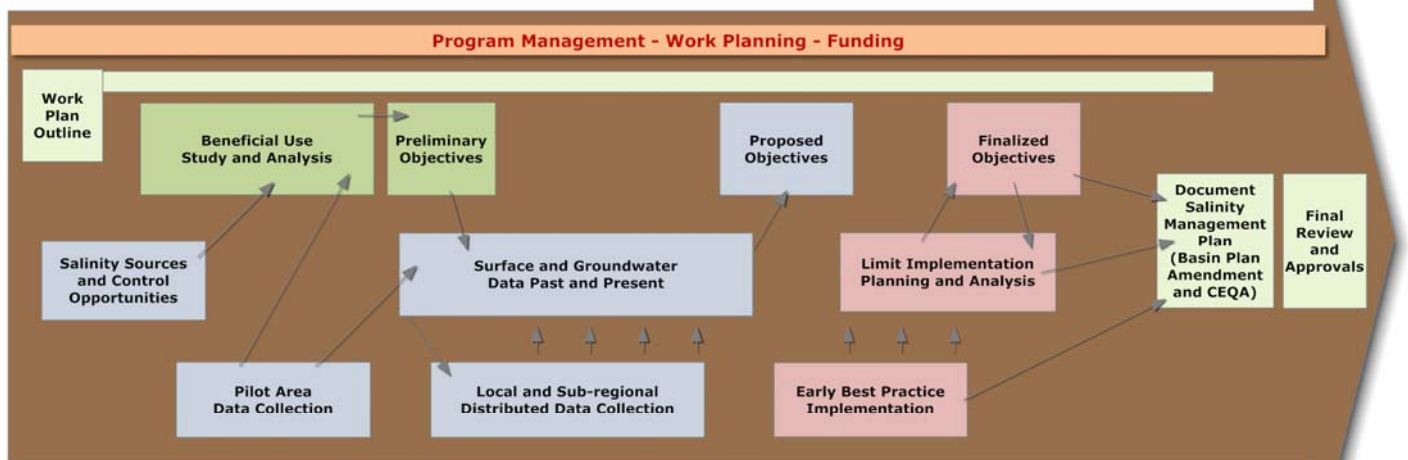 Program Management - Work Planning - Funding
Work
Plan
Outline
Beneficial Use
Study and Analysis
Preliminary
Objectives
Proposed
Objectives
Finalized
Objectives
Salinity Sources
and Control
Opportunities
Surface and Groundwater
Data Past and Present
Limit Implementation
Planning and Analysis
Document
Salinity
Management
Plan
(Basin Plan
Amendment
and CEQA)
Final
Review
and
Approvals
Pilot Area
Data Collection
Local and Sub-regional
Distributed Data Collection
Early Best Practice
Implementation